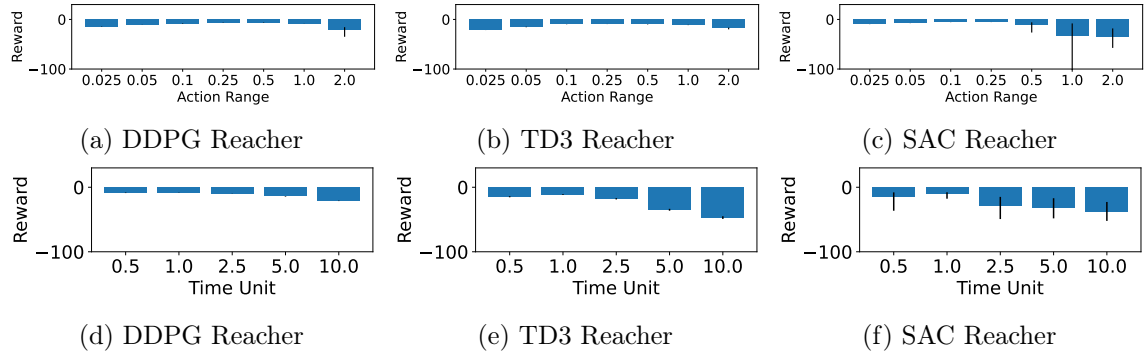 Reward
0
−100
0.025 0.05 0.1 0.25 0.5 1.0 2.0
Action Range
(a) DDPG Reacher
Reward
0
−100
0.025 0.05 0.1 0.25 0.5 1.0 2.0
Action Range
(b) TD3 Reacher
Reward
0
−100
0.025 0.05 0.1 0.25 0.5 1.0 2.0
Action Range
(c) SAC Reacher
Reward
0
−100
0.5 1.0 2.5 5.0 10.0
Time Unit
(d) DDPG Reacher
Reward
0
−100
0.5 1.0 2.5 5.0 10.0
Time Unit
(e) TD3 Reacher
Reward
0
−100
0.5 1.0 2.5 5.0 10.0
Time Unit
(f) SAC Reacher